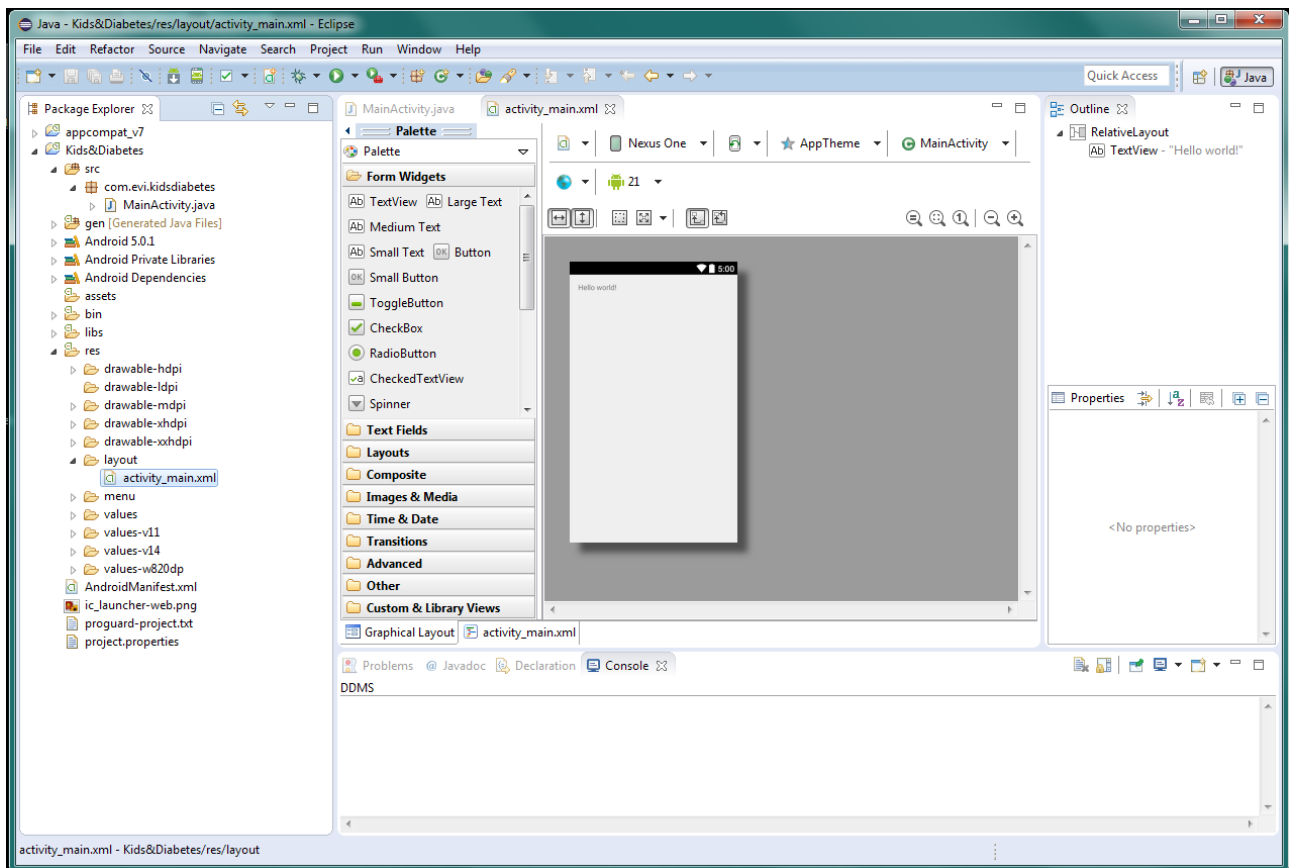 Java - Kids&Diabetes/res/layout/activity_main.xml - Eclipse
File Edit Refactor Source Navigate Search Project Run Window Help
Quick Access Java
Package Explorer
appcompat_v7
Kids&Diabetes
src
com.evi.kidsdiabetes
MainActivity.java
gen [Generated Java Files]
Android 5.0.1
Android Private Libraries
Android Dependencies
assets
bin
libs
res
drawable-hdpi
drawable-ldpi
drawable-mdpi
drawable-xhdpi
drawable-xxhdpi
layout
activity_main.xml
menu
values
values-v11
values-v14
values-w820dp
AndroidManifest.xml
ic_launcher-web.png
proguard-project.txt
project.properties
MainActivity.java activity_main.xml
Palette
Palette
Form Widgets
Ab TextView Ab Large Text
Ab Medium Text
Ab Small Text OK Button
OK Small Button
ToggleButton
CheckBox
RadioButton
CheckedTextView
Spinner
Text Fields
Layouts
Composite
Images & Media
Time & Date
Transitions
Advanced
Other
Custom & Library Views
Nexus One AppTheme MainActivity
21
5:00
Hello world!
Graphical Layout activity_main.xml
Outline
RelativeLayout
Ab TextView - "Hello world!"
Properties
<No properties>
Problems @ Javadoc Declaration Console
DDMS
activity_main.xml - Kids&Diabetes/res/layout